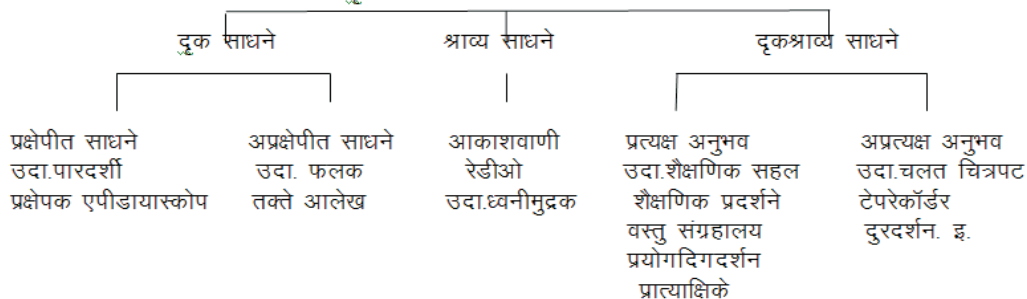 दृक साधने
श्राव्य साधने
दृकश्राव्य साधने
प्रक्षेपीत साधने
उदा.पारदर्शी
प्रक्षेपक एपीडायास्कोप
अप्रक्षेपीत साधने
उदा. फलक
तक्ते आलेख
आकाशवाणी
रेडीओ
उदा.ध्वनीमुद्रक
प्रत्यक्ष अनुभव
उदा.शैक्षणिक सहल
शैक्षणिक प्रदर्शने
वस्तु संग्रहालय
प्रयोगदिगदर्शन
प्रात्याक्षिके
अप्रत्यक्ष अनुभव
उदा.चलत चित्रपट
टेपरेकॉर्डर
दुरदर्शन. इ.